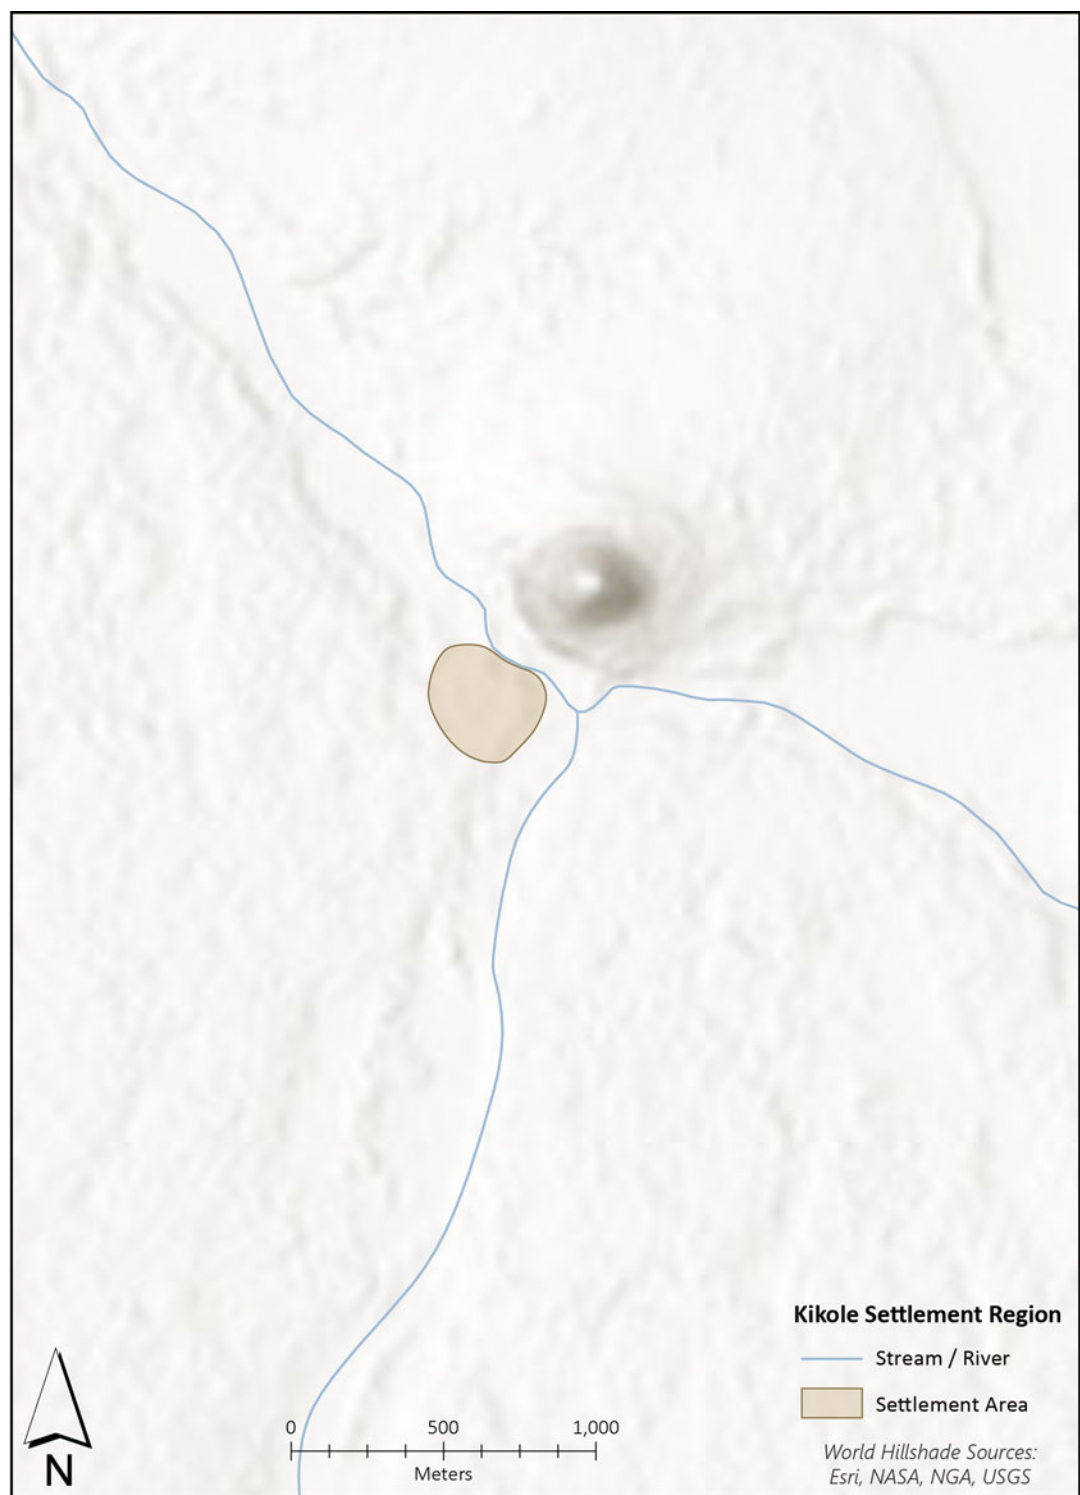 Kikole Settlement Region
Stream / River
Settlement Area
World Hillshade Sources:
Esri, NASA, NGA, USGS
N
0 500 1,000
Meters